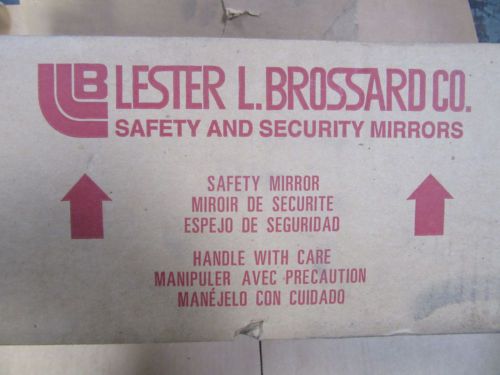 LLB LESTER L. BROSSARD CO.
SAFETY AND SECURITY MIRRORS
SAFETY MIRROR
MIROIR DE SECURITE
ESPEJO DE SEGURIDAD
HANDLE WITH CARE
MANIPULER AVEC PRECAUTION
MANÉJELO CON CUIDADO